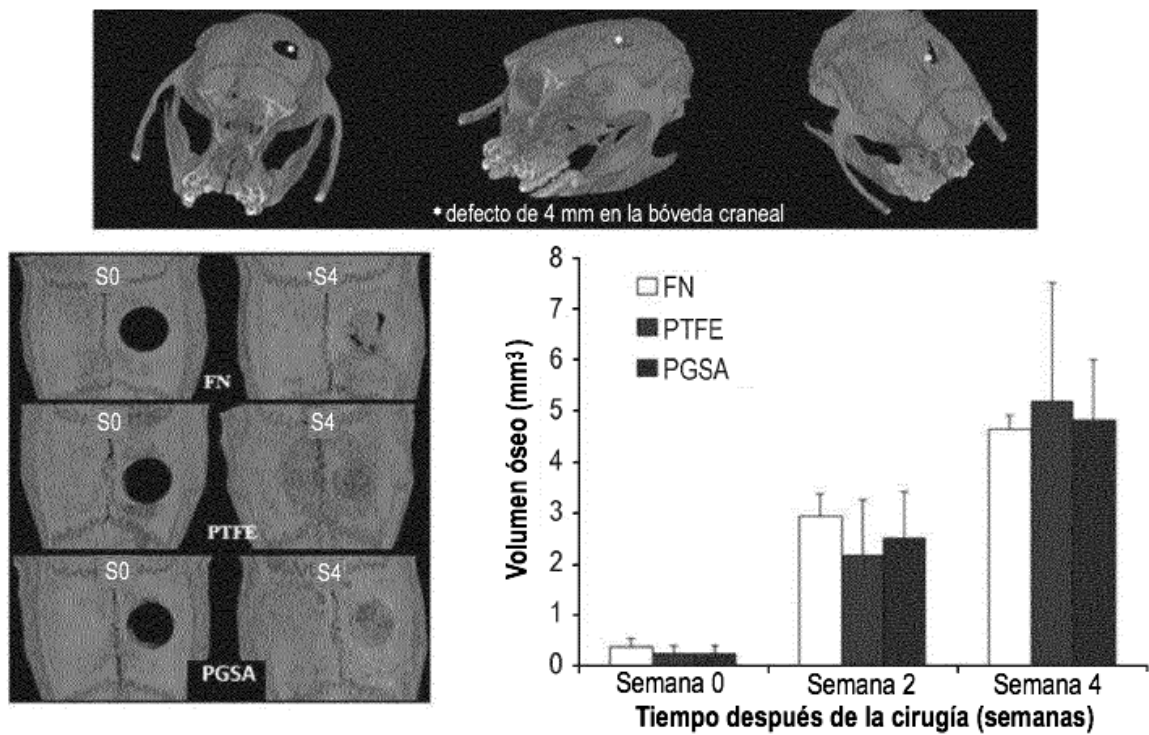 * defecto de 4 mm en la bóveda craneal
S0 S4
FN
S0 S4
PTFE
S0 S4
PGSA
8
7
6
5
4
3
2
1
0
Volumen óseo (mm³)
FN
PTFE
PGSA
Semana 0 Semana 2 Semana 4
Tiempo después de la cirugía (semanas)